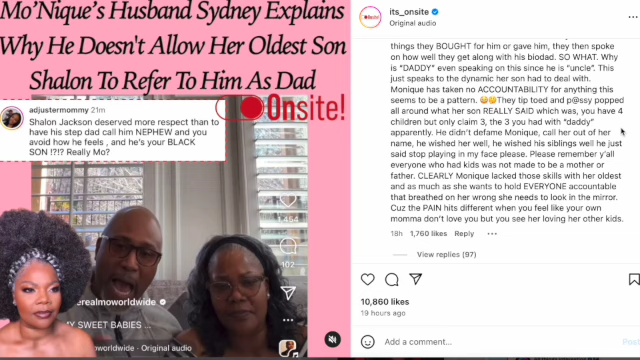 Mo'Nique's Husband Sydney Explains
Why He Doesn't Allow Her Oldest Son
Shalon To Refer To Him As Dad
Onsite!
adjustermommy 21m
Shalon Jackson deserved more respect than to
have his step dad call him NEPHEW and you
avoid how he feels , and he's your BLACK
SON !?!? Really Mo?
1,454
102
therealmoworldwide
MY SWEET BABIES ...
moworldwide · Original audio
its_onsite
Original audio
things they BOUGHT for him or gave him, they then spoke
on how well they get along with his biodad. SO WHAT. Why
is "DADDY" even speaking on this since he is "uncle". This
just speaks to the dynamic her son had to deal with.
Monique has taken no ACCOUNTABILITY for anything this
seems to be a pattern. 😪😪They tip toed and p@ssy popped
all around what her son REALLY SAID which was, you have 4
children but only claim 3, the 3 you had with "daddy"
apparently. He didn't defame Monique, call her out of her
name, he wished her well, he wished his siblings well he just
said stop playing in my face please. Please remember y'all
everyone who had kids was not made to be a mother or
father. CLEARLY Monique lacked those skills with her oldest
and as much as she wants to hold EVERYONE accountable
that breathed on her wrong she needs to look in the mirror.
Cuz the PAIN hits different when you feel like your own
momma don't love you but you see her loving her other kids.
18h 1,760 likes Reply ...
View replies (97)
10,860 likes
19 hours ago
Add a comment...
Post